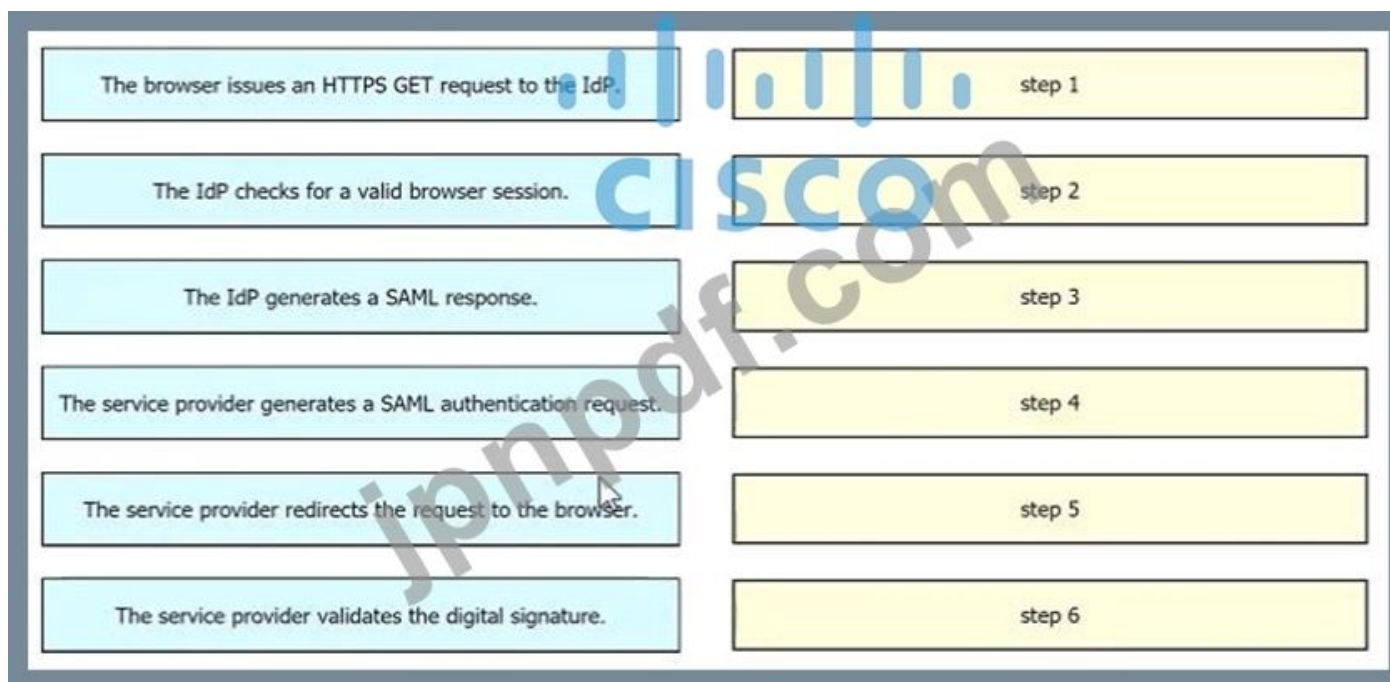 The browser issues an HTTPS GET request to the IdP.
step 1
The IdP checks for a valid browser session.
step 2
CISCO
The IdP generates a SAML response.
step 3
The service provider generates a SAML authentication request.
step 4
The service provider redirects the request to the browser.
step 5
The service provider validates the digital signature.
step 6
jpnpdf.com